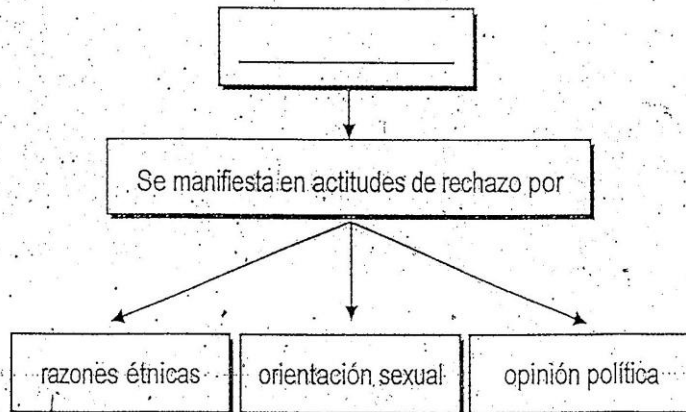 Se manifiesta en actitudes de rechazo por
razones étnicas
orientación sexual
opinión política